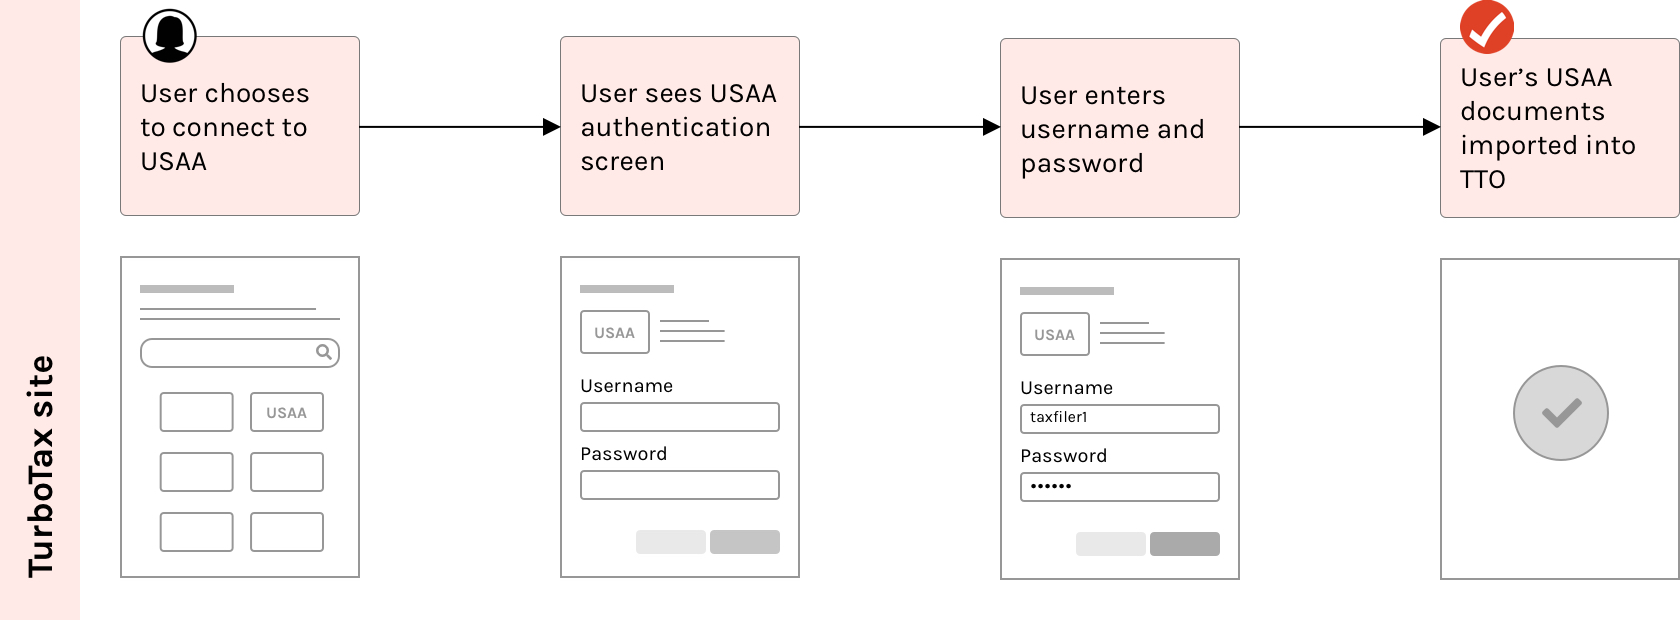 TurboTax site
User chooses
to connect to
USAA
User sees USAA
authentication
screen
User enters
username and
password
User’s USAA
documents
imported into
TTO
USAA
USAA
Username
Password
USAA
Username
taxfiler1
Password
••••••